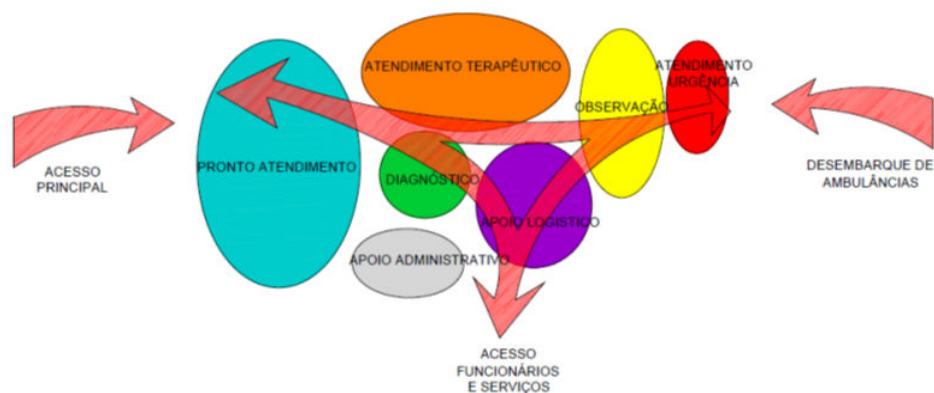 ATENDIMENTO TERAPÊUTICO
ATENDIMENTO
URGÊNCIA
OBSERVAÇÃO
PRONTO ATENDIMENTO
ACESSO
PRINCIPAL
DIAGNÓSTICO
DESEMBARQUE DE
AMBULÂNCIAS
APOIO LOGISTICO
APOIO ADMINISTRATIVO
ACESSO
FUNCIONÁRIOS
E SERVIÇOS